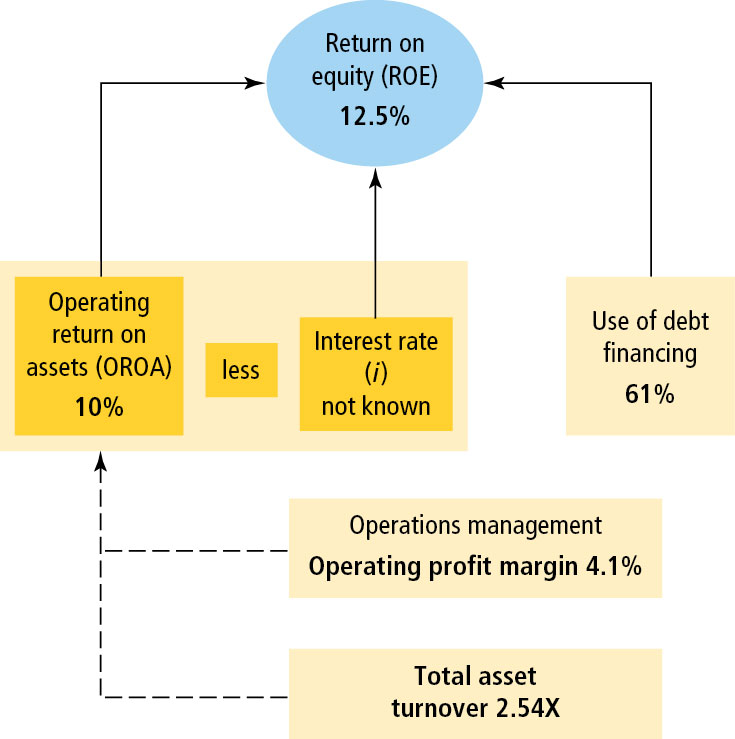 Return on
equity (ROE)
12.5%
Operating
return on
assets (OROA)
10%
less
Interest rate
(i)
not known
Use of debt
financing
61%
Operations management
Operating profit margin 4.1%
Total asset
turnover 2.54X